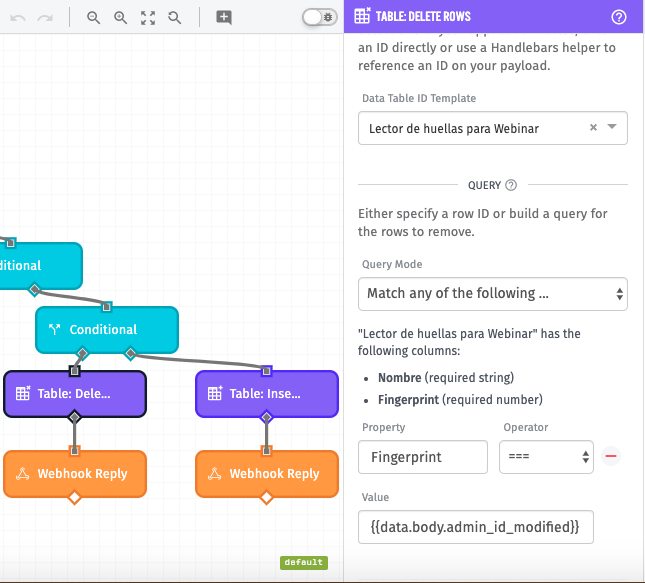 TABLE: DELETE ROWS
an ID directly or use a Handlebars helper to
reference an ID on your payload.
Data Table ID Template
Lector de huellas para Webinar
QUERY
Either specify a row ID or build a query for
the rows to remove.
Query Mode
Match any of the following ...
"Lector de huellas para Webinar" has the
following columns:
• Nombre (required string)
• Fingerprint (required number)
Property
Operator
Fingerprint
===
Value
{{data.body.admin_id_modified}}
ditional
Conditional
Table: Dele...
Table: Inse...
Webhook Reply
Webhook Reply
default